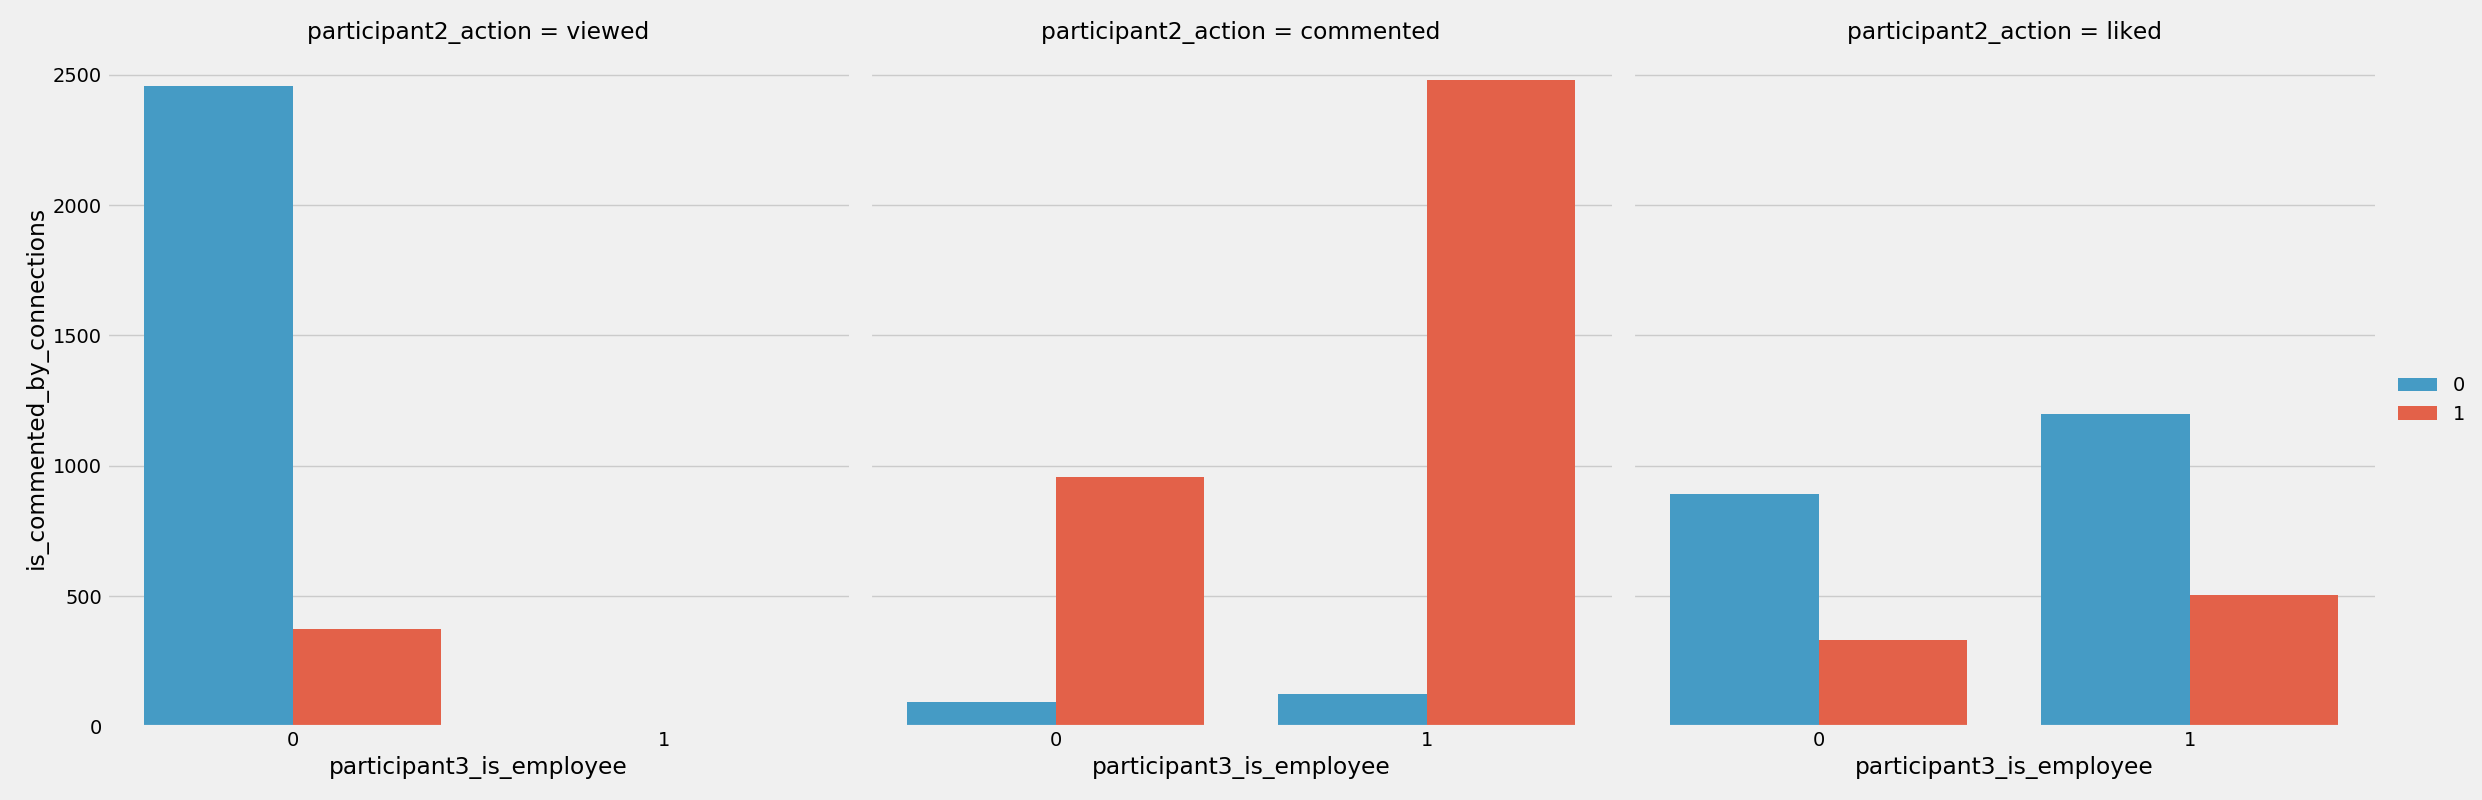 participant2_action = viewed
participant2_action = commented
participant2_action = liked
is_commented_by_connections
2500
2000
1500
1000
500
0
0 1
0 1
0 1
participant3_is_employee
participant3_is_employee
participant3_is_employee
0
1